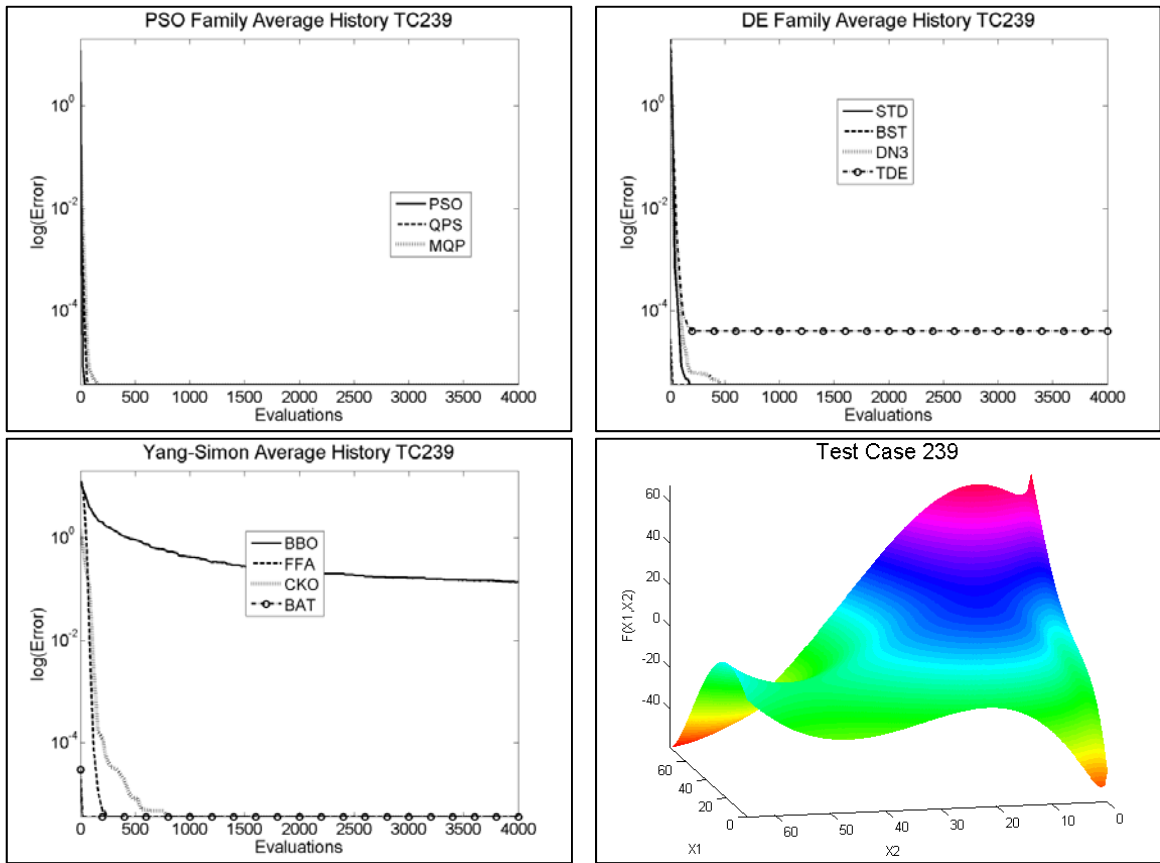 PSO Family Average History TC239
log(Error)
10^0
10^-2
10^-4
PSO
QPS
MQP
0 500 1000 1500 2000 2500 3000 3500 4000
Evaluations
DE Family Average History TC239
log(Error)
10^0
10^-2
10^-4
STD
BST
DN3
TDE
0 500 1000 1500 2000 2500 3000 3500 4000
Evaluations
Yang-Simon Average History TC239
log(Error)
10^0
10^-2
10^-4
BBO
FFA
CKO
BAT
0 500 1000 1500 2000 2500 3000 3500 4000
Evaluations
Test Case 239
F(X1,X2)
60
40
20
0
-20
-40
60
40
20
0
X1
60 50 40 30 20 10 0
X2